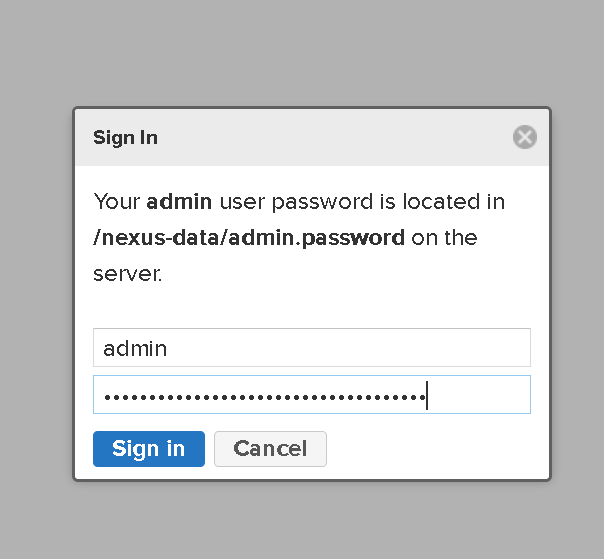 Sign In
Your admin user password is located in
/nexus-data/admin.password on the
server.
admin
••••••••••••••••••••••••••••••••••••
Sign in
Cancel